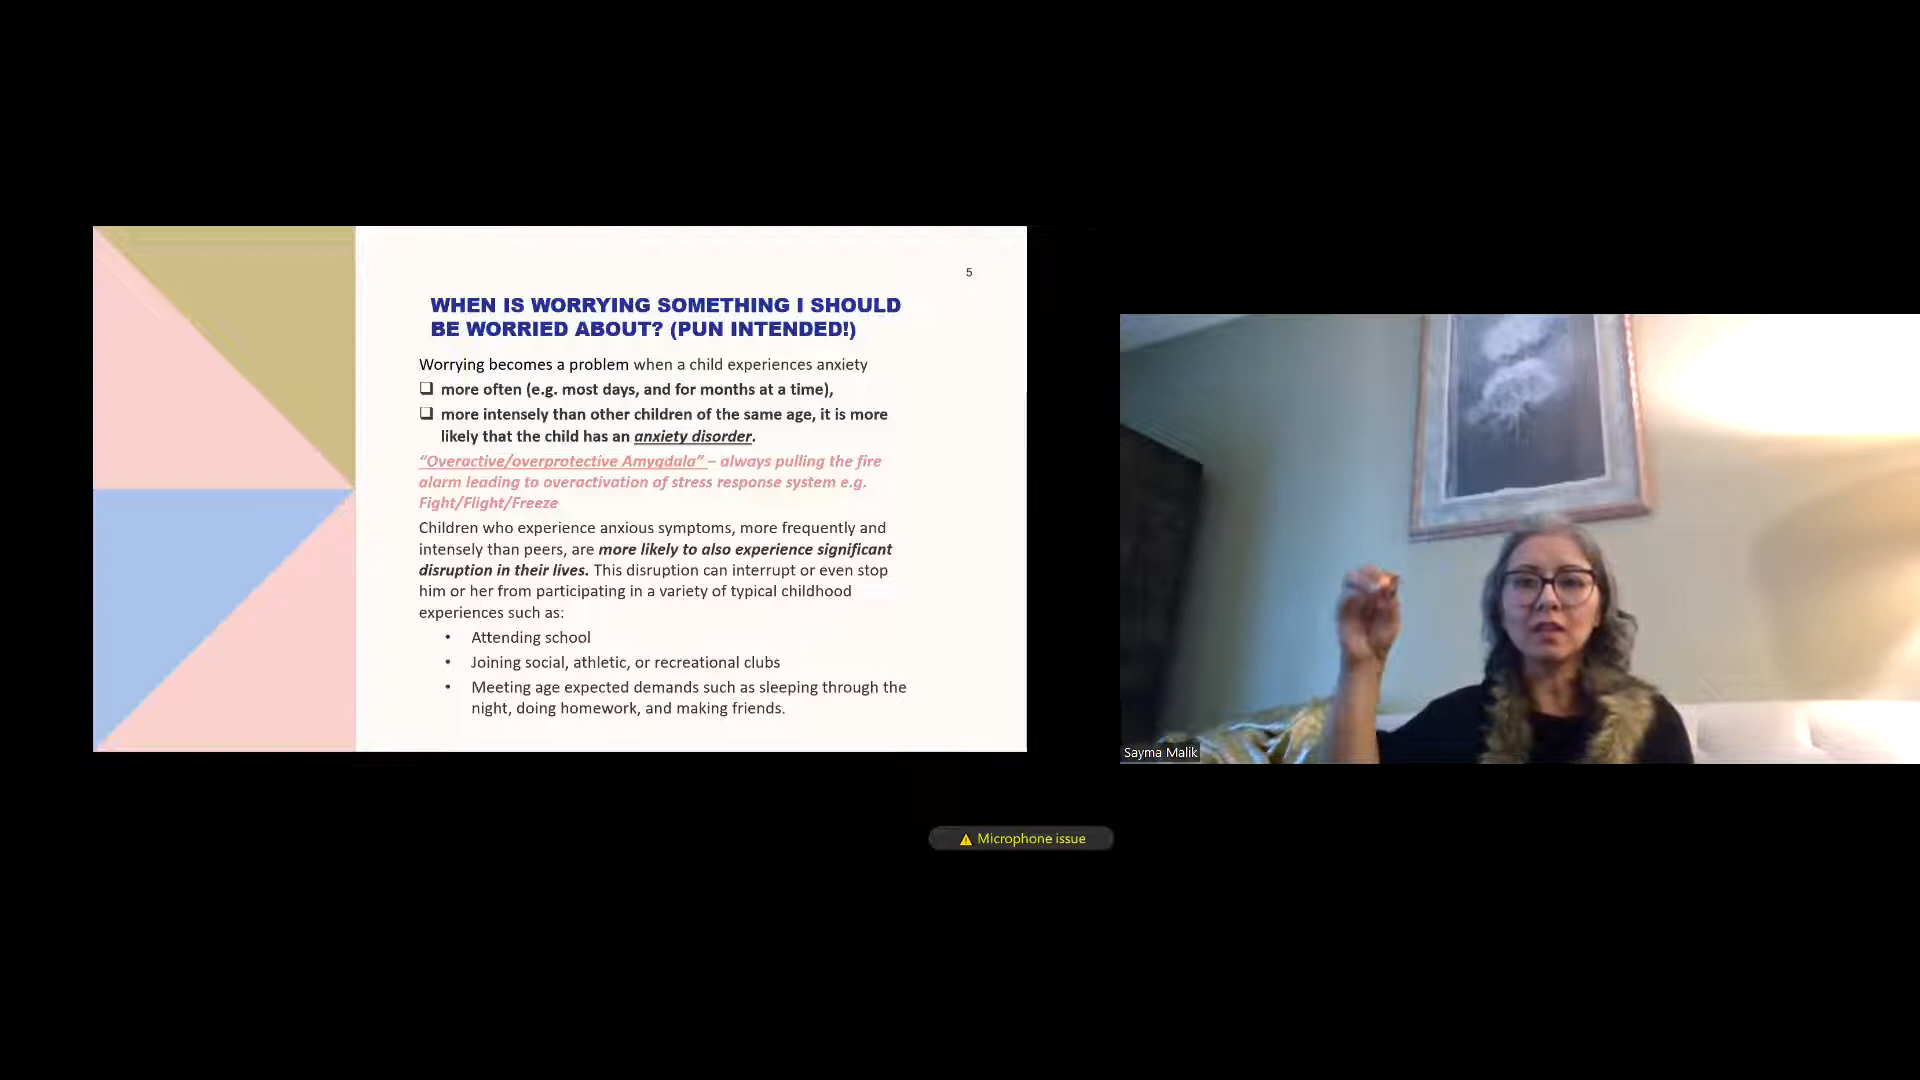 5
WHEN IS WORRYING SOMETHING I SHOULD
BE WORRIED ABOUT? (PUN INTENDED!)
Worrying becomes a problem when a child experiences anxiety
❑ more often (e.g. most days, and for months at a time),
❑ more intensely than other children of the same age, it is more
likely that the child has an anxiety disorder.
“Overactive/overprotective Amygdala” – always pulling the fire
alarm leading to overactivation of stress response system e.g.
Fight/Flight/Freeze
Children who experience anxious symptoms, more frequently and
intensely than peers, are more likely to also experience significant
disruption in their lives. This disruption can interrupt or even stop
him or her from participating in a variety of typical childhood
experiences such as:
• Attending school
• Joining social, athletic, or recreational clubs
• Meeting age expected demands such as sleeping through the
night, doing homework, and making friends.
Sayma Malik
Microphone issue